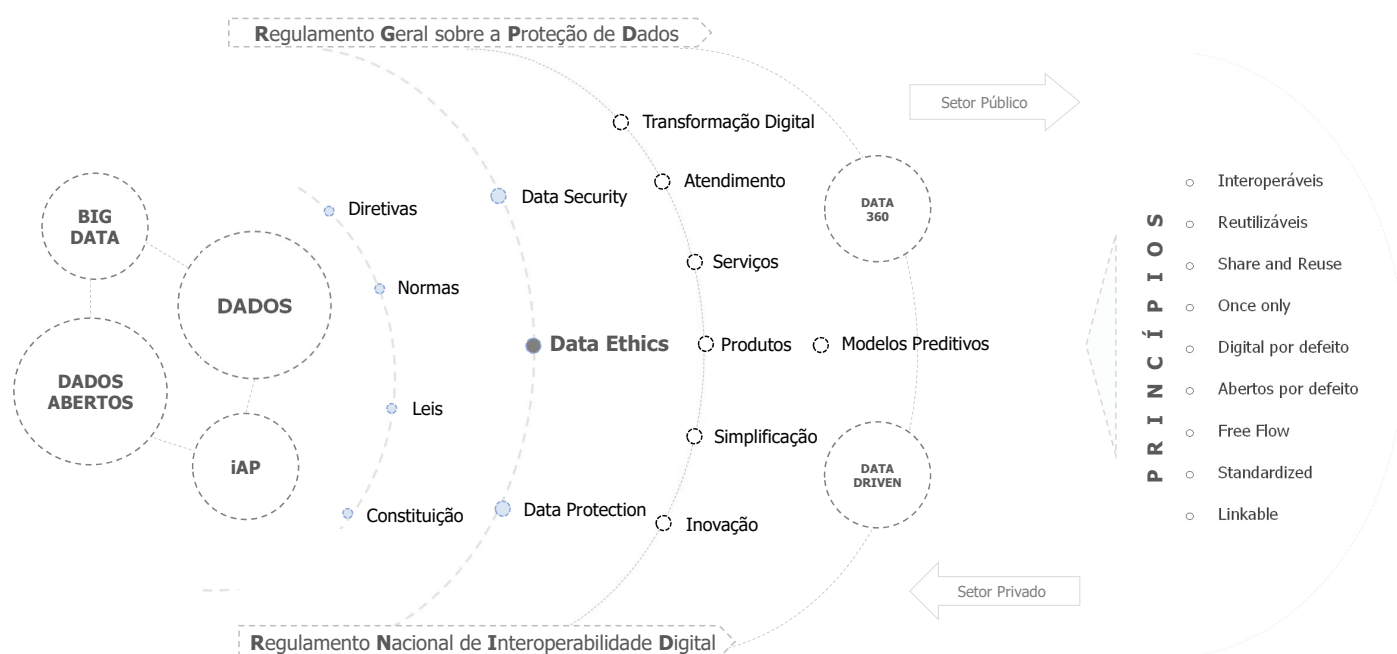 Regulamento Geral sobre a Proteção de Dados
Setor Público
Transformação Digital
Atendimento
Serviços
Produtos
Modelos Preditivos
Simplificação
Inovação
DATA
360
DATA
DRIVEN
BIG
DATA
DADOS
DADOS
ABERTOS
iAP
Diretivas
Normas
Leis
Constituição
Data Security
Data Ethics
Data Protection
PRINCÍPIOS
Interoperáveis
Reutilizáveis
Share and Reuse
Once only
Digital por defeito
Abertos por defeito
Free Flow
Standardized
Linkable
Setor Privado
Regulamento Nacional de Interoperabilidade Digital